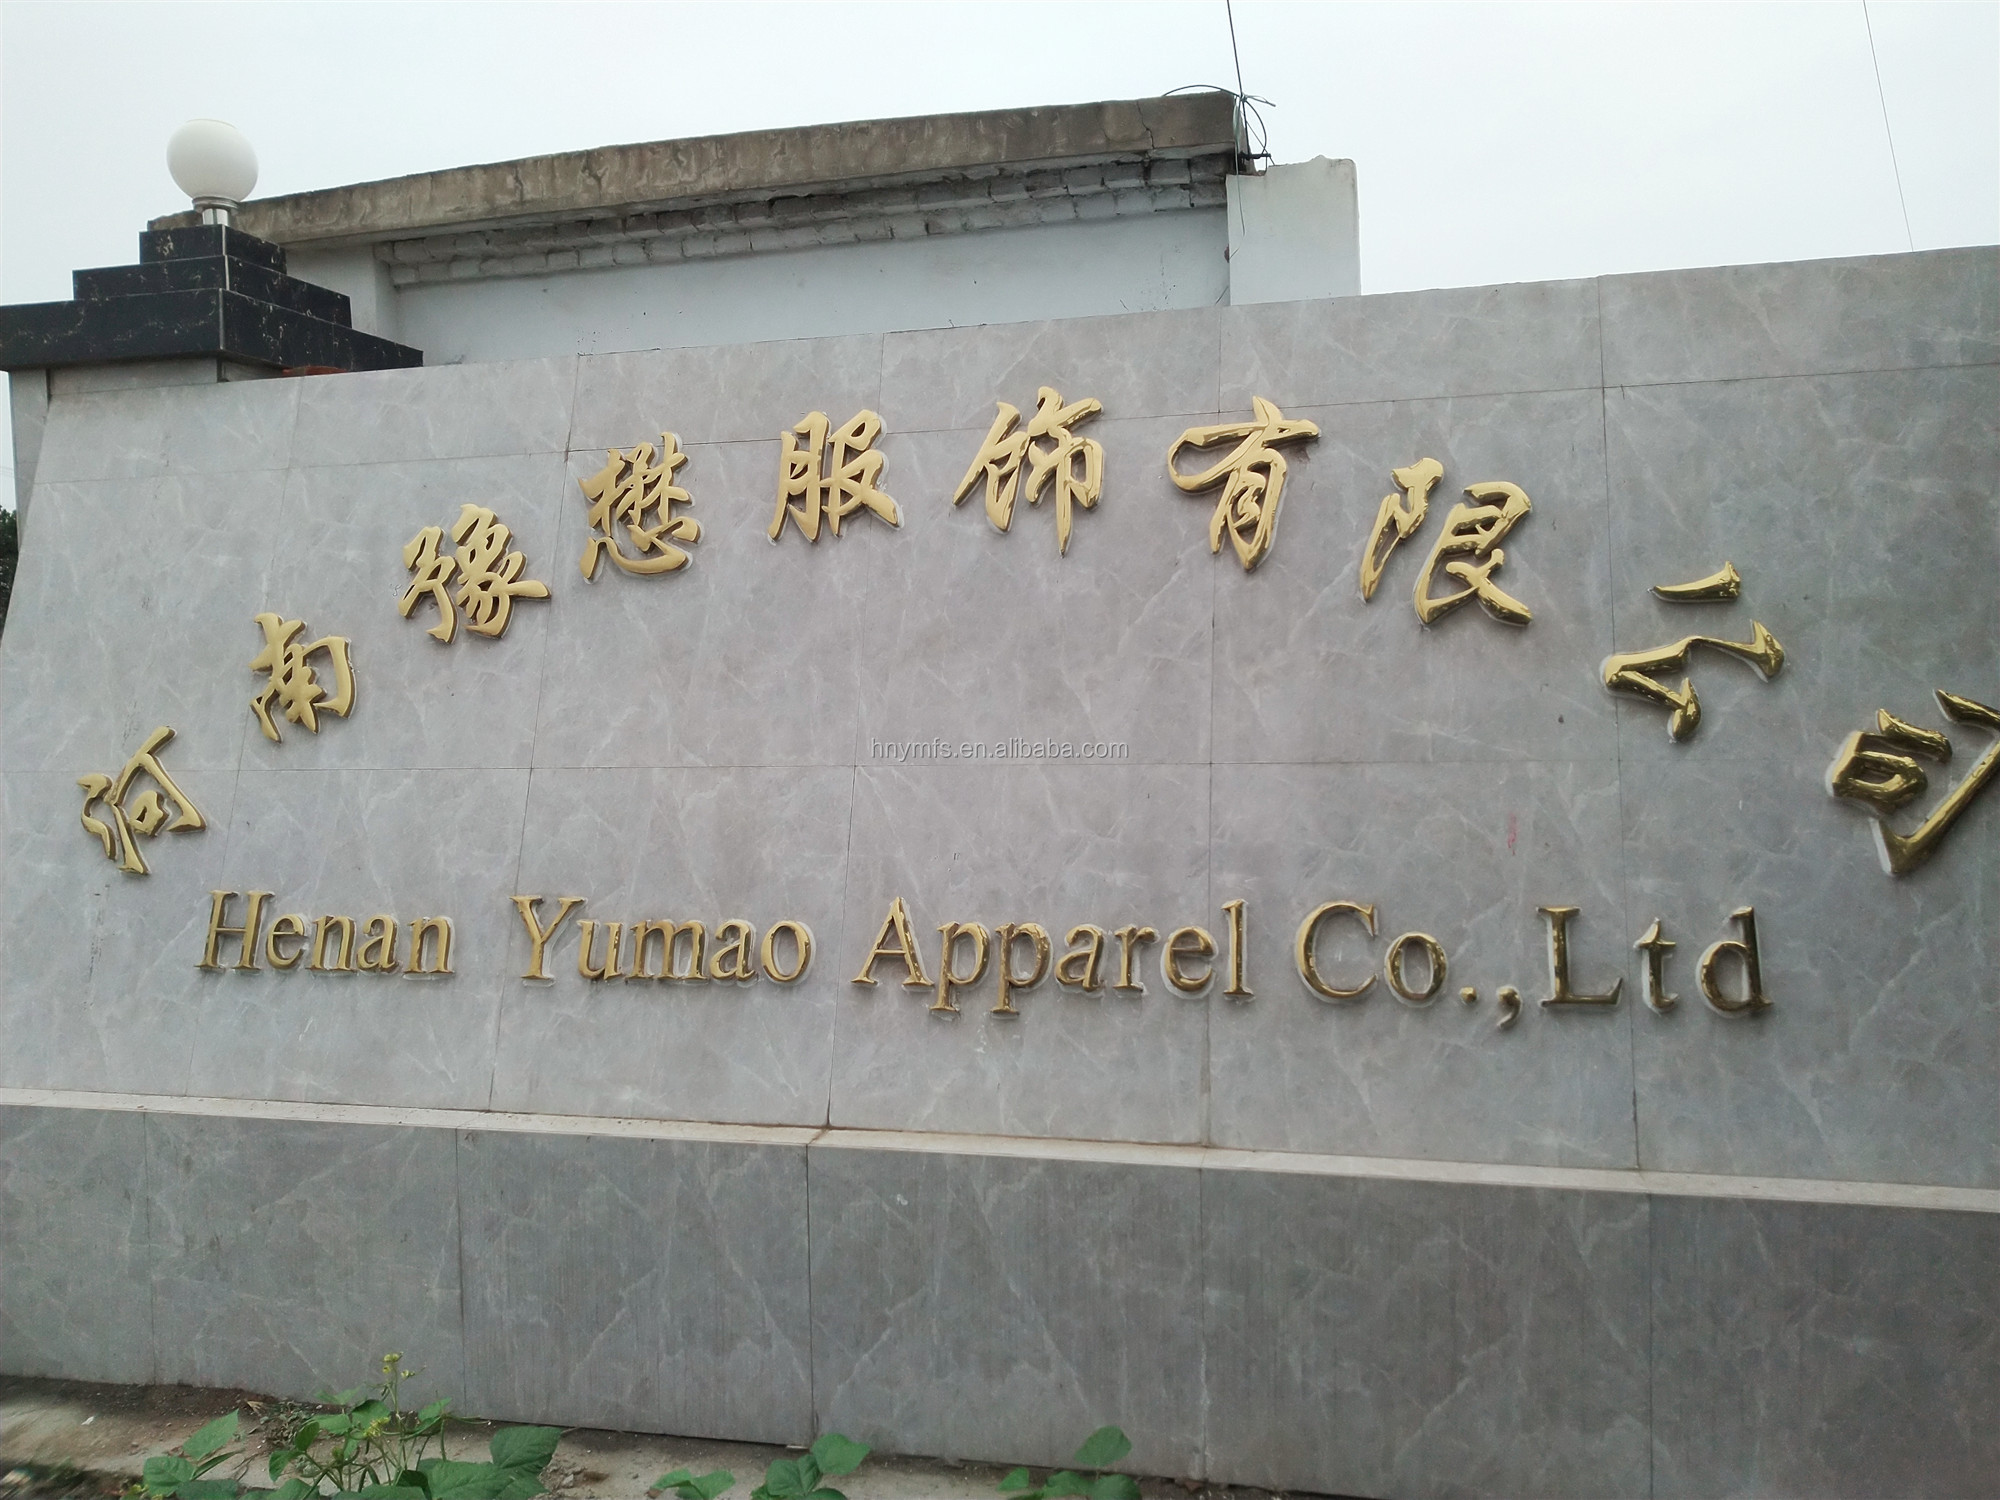 河南豫懋服饰有限公司
hnymfs.en.alibaba.com
Henan Yumao Apparel Co.,Ltd